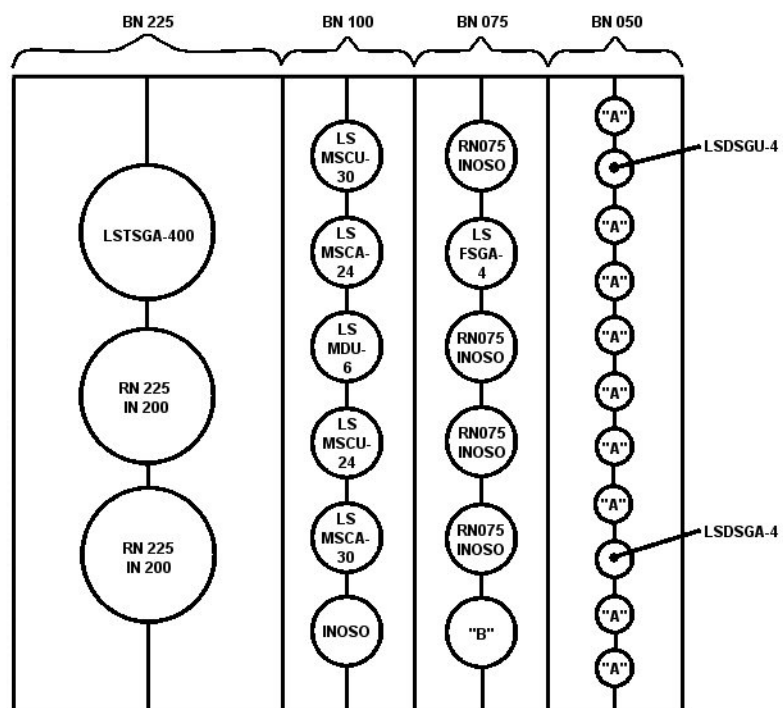 BN 225
BN 100
BN 075
BN 050
LSTSGA-400
RN 225
IN 200
RN 225
IN 200
LS
MSCU-
30
LS
MSCA-
24
LS
MDU-
6
LS
MSCU-
24
LS
MSCA-
30
INOSO
RN075
INOSO
LS
FSGA-
4
RN075
INOSO
RN075
INOSO
RN075
INOSO
"B"
"A"
LSDSGU-4
"A"
"A"
"A"
"A"
"A"
"A"
LSDSGA-4
"A"
"A"